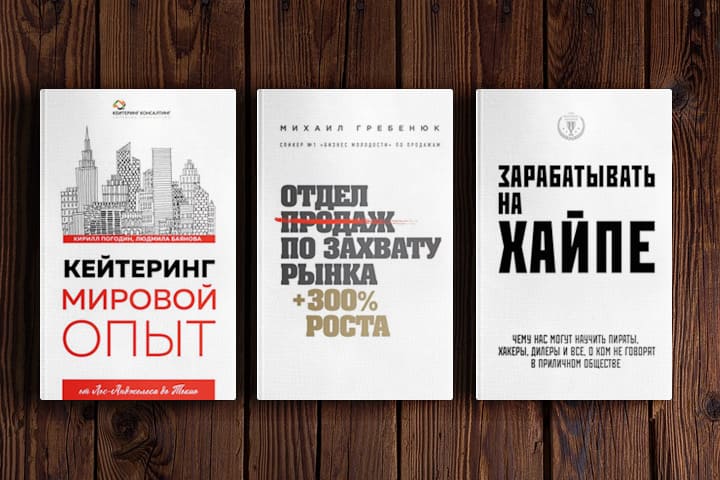 КЕЙТЕРИНГ КОНСАЛТИНГ
КИРИЛЛ ПОГОДИН, ЛЮДМИЛА БАЯНОВА
КЕЙТЕРИНГ
МИРОВОЙ
ОПЫТ
от Лос-Анджелеса до Токио
МИХАИЛ ГРЕБЕНЮК
СПИКЕР №1 «БИЗНЕС МОЛОДОСТИ» ПО ПРОДАЖАМ
ОТДЕЛ
ПРОДАЖ
ПО ЗАХВАТУ
РЫНКА
+300%
РОСТА
ЗАРАБАТЫВАТЬ
НА
ХАЙПЕ
ЧЕМУ НАС МОГУТ НАУЧИТЬ ПИРАТЫ,
ХАКЕРЫ, ДИЛЕРЫ И ВСЕ, О КОМ НЕ ГОВОРЯТ
В ПРИЛИЧНОМ ОБЩЕСТВЕ